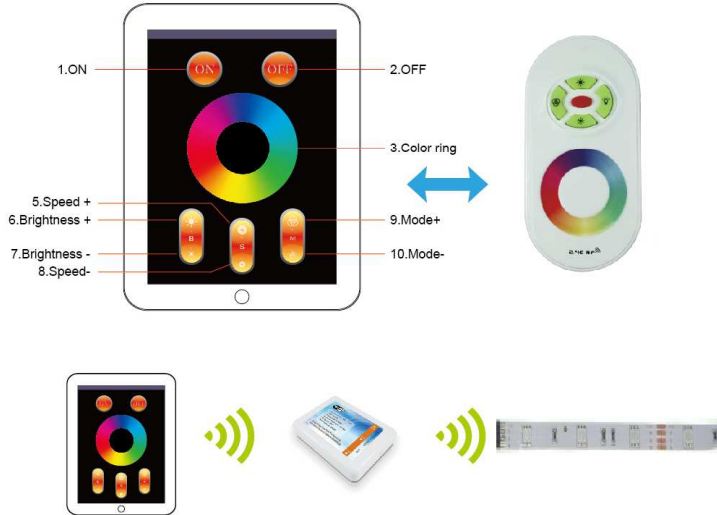 1.ON
ON
OFF
2.OFF
3.Color ring
5.Speed +
6.Brightness +
9.Mode+
B
S
M
7.Brightness -
10.Mode-
8.Speed-
ON
OFF